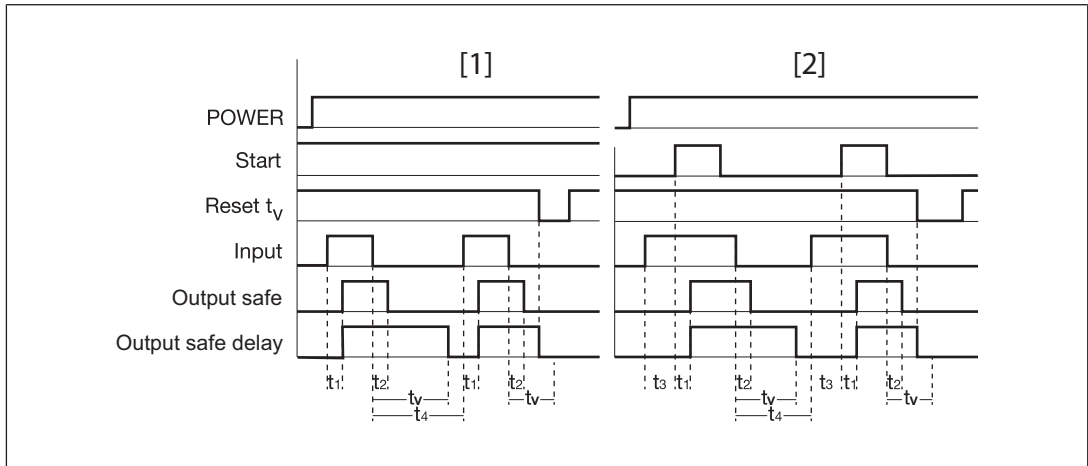 [1] [2]
POWER
Start
Reset tv
Input
Output safe
Output safe delay
t1 t2 t1 t2 t3 t1 t2 t3 t1 t2
tv tv tv tv
t4 t4